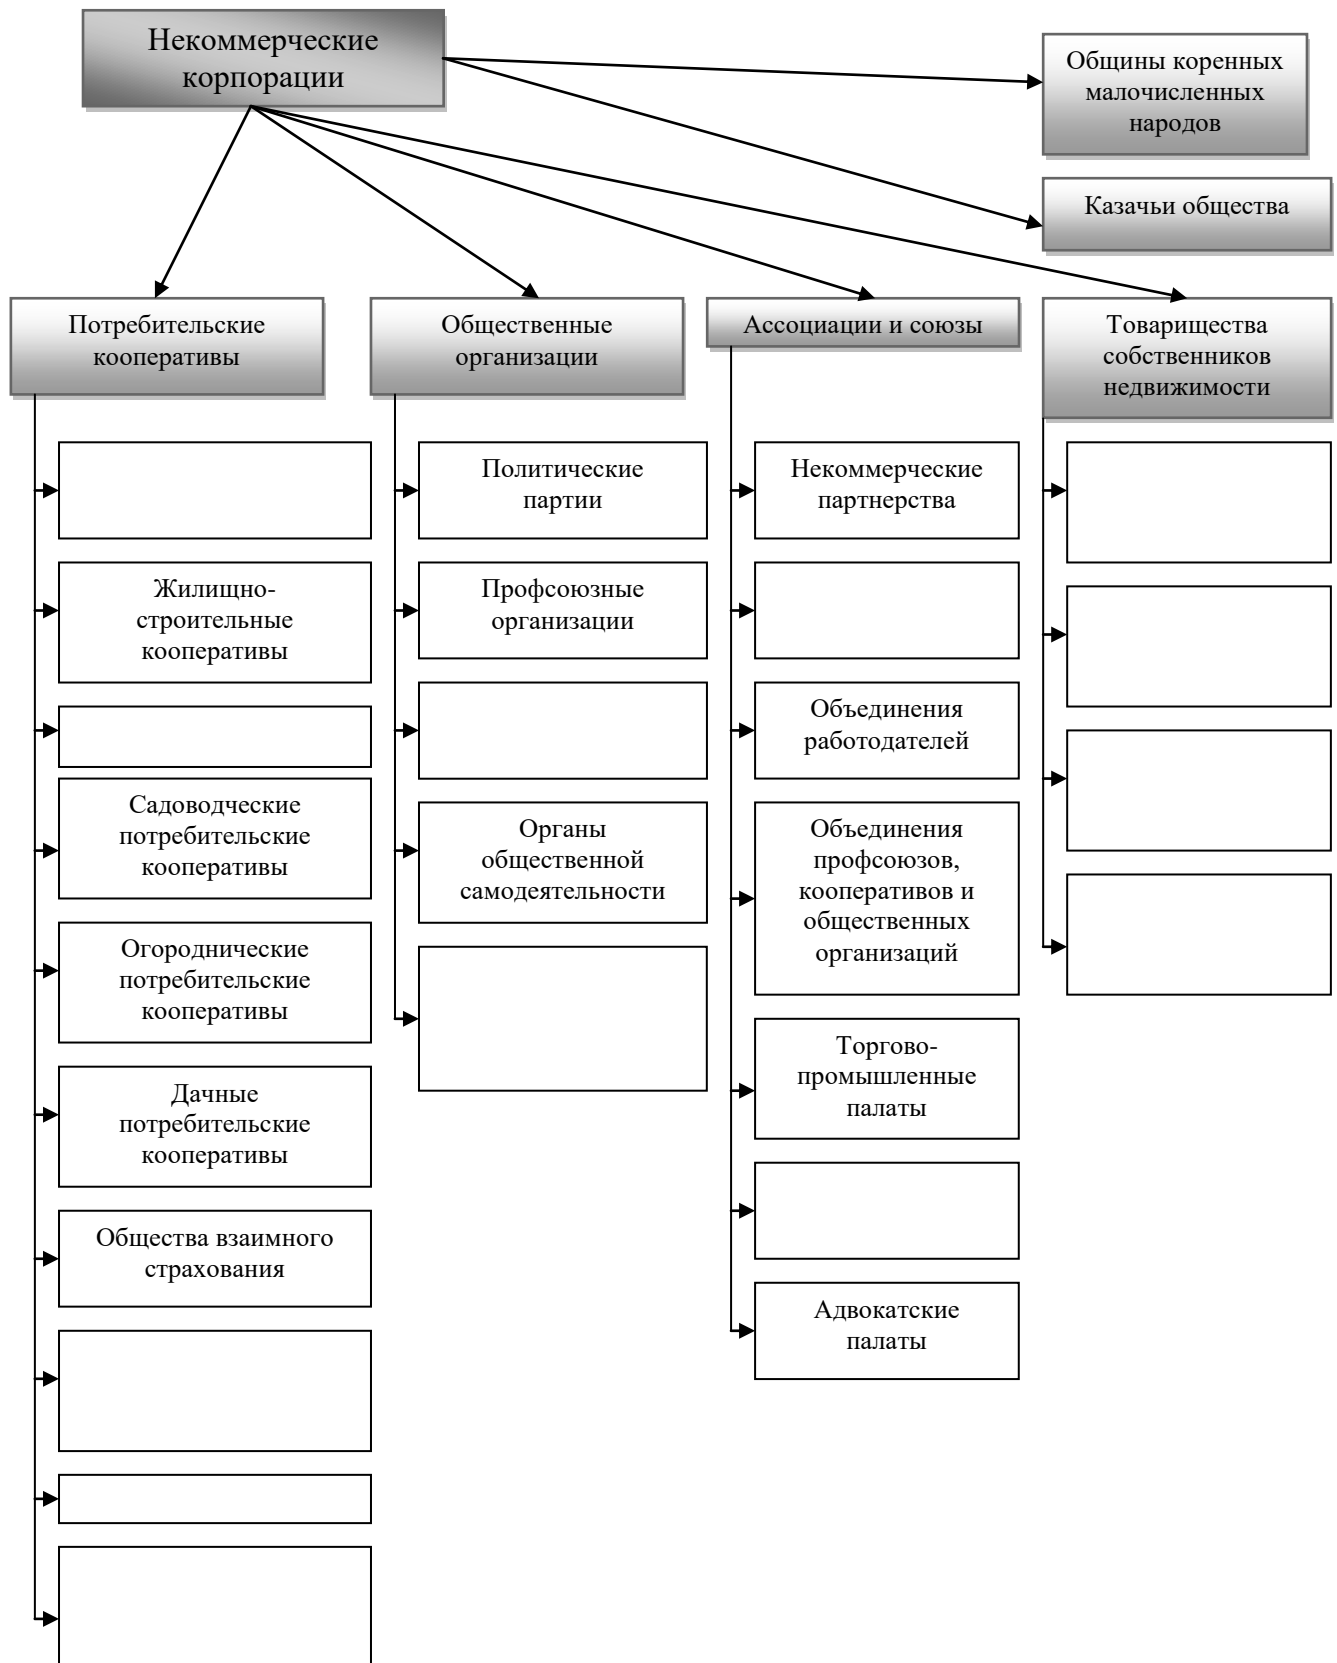 Некоммерческие
корпорации
Общины коренных
малочисленных
народов
Казачьи общества
Потребительские
кооперативы
Общественные
организации
Ассоциации и союзы
Товарищества
собственников
недвижимости
Жилищно-
строительные
кооперативы
Садоводческие
потребительские
кооперативы
Огороднические
потребительские
кооперативы
Дачные
потребительские
кооперативы
Общества взаимного
страхования
Политические
партии
Профсоюзные
организации
Органы
общественной
самодеятельности
Некоммерческие
партнерства
Объединения
работодателей
Объединения
профсоюзов,
кооперативов и
общественных
организаций
Торгово-
промышленные
палаты
Адвокатские
палаты